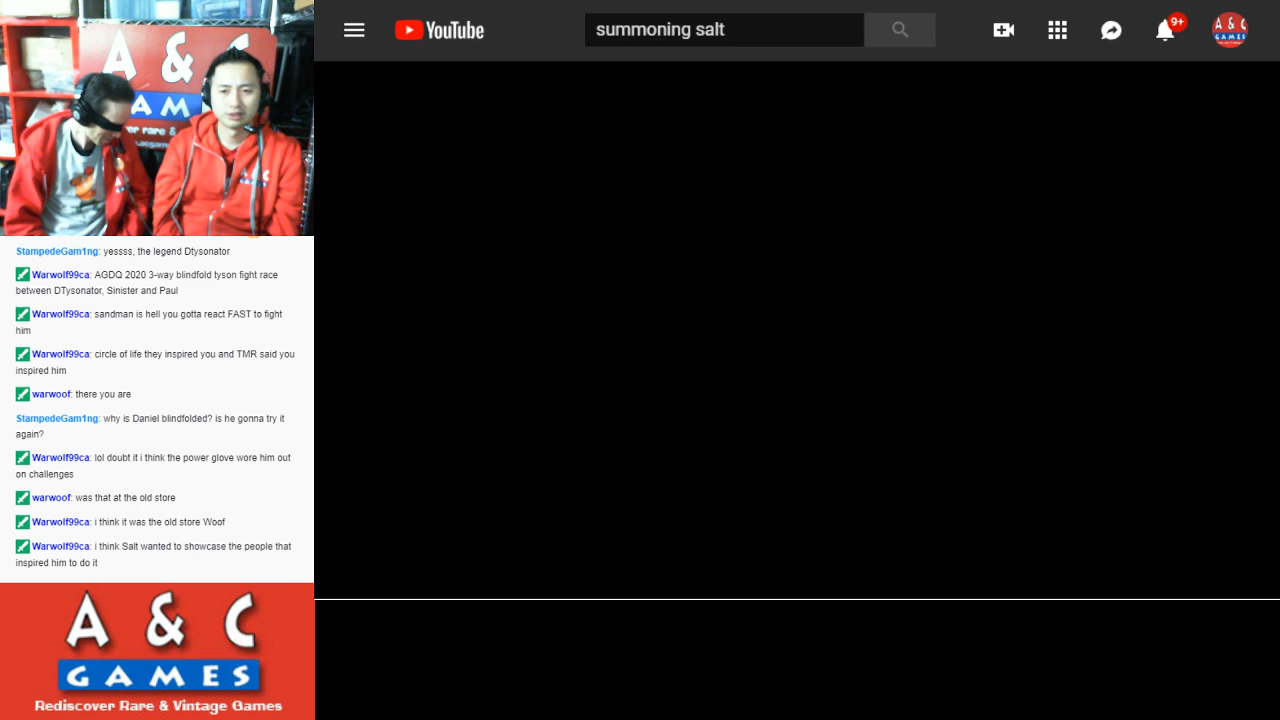 YouTube
summoning salt
9+
A & C
GAMES
A & C
AM
GAMES
StampedeGam1ng: yessss, the legend Dtysonator
Warwolf99ca: AGDQ 2020 3-way blindfold tyson fight race
between DTysonator, Sinister and Paul
Warwolf99ca: sandman is hell you gotta react FAST to fight
him
Warwolf99ca: circle of life they inspired you and TMR said you
inspired him
warwoof: there you are
StampedeGam1ng: why is Daniel blindfolded? is he gonna try it
again?
Warwolf99ca: lol doubt it i think the power glove wore him out
on challenges
warwoof: was that at the old store
Warwolf99ca: i think it was the old store Woof
Warwolf99ca: i think Salt wanted to showcase the people that
inspired him to do it
A & C
GAMES
Rediscover Rare & Vintage Games